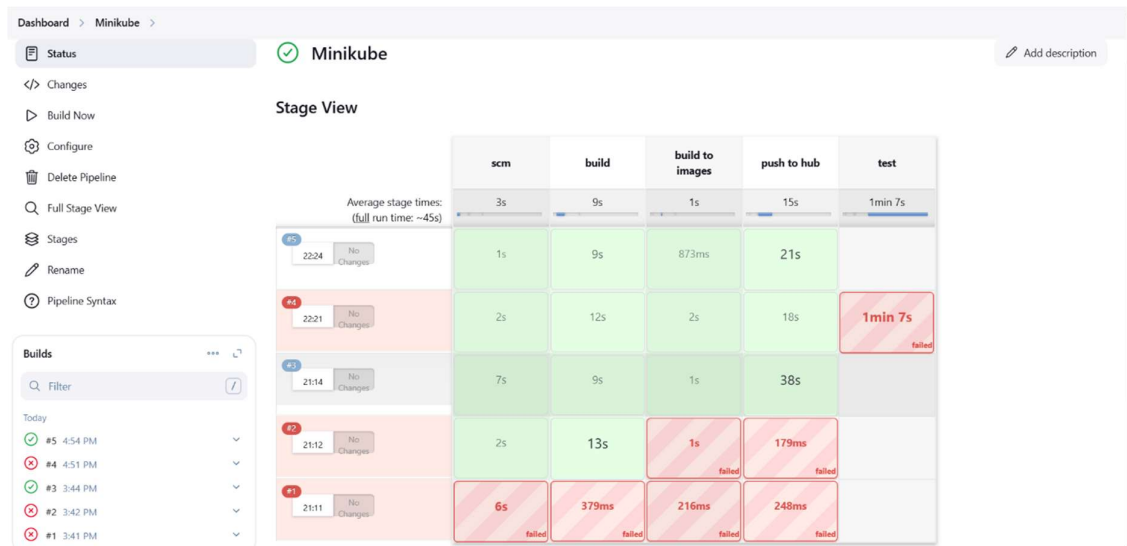 Dashboard > Minikube >
Status
Changes
Build Now
Configure
Delete Pipeline
Full Stage View
Stages
Rename
Pipeline Syntax
Builds
Filter
/
Today
#5 4:54 PM
#4 4:51 PM
#3 3:44 PM
#2 3:42 PM
#1 3:41 PM
Minikube
Add description
Stage View
scm build build to images push to hub test
Average stage times: 3s 9s 1s 15s 1min 7s
(full run time: ~45s)
#5
22:24 No Changes 1s 9s 873ms 21s
#4
22:21 No Changes 2s 12s 2s 18s 1min 7s
failed
#3
21:14 No Changes 7s 9s 1s 38s
#2
21:12 No Changes 2s 13s 1s 179ms
failed failed
#1
21:11 No Changes 6s 379ms 216ms 248ms
failed failed failed failed